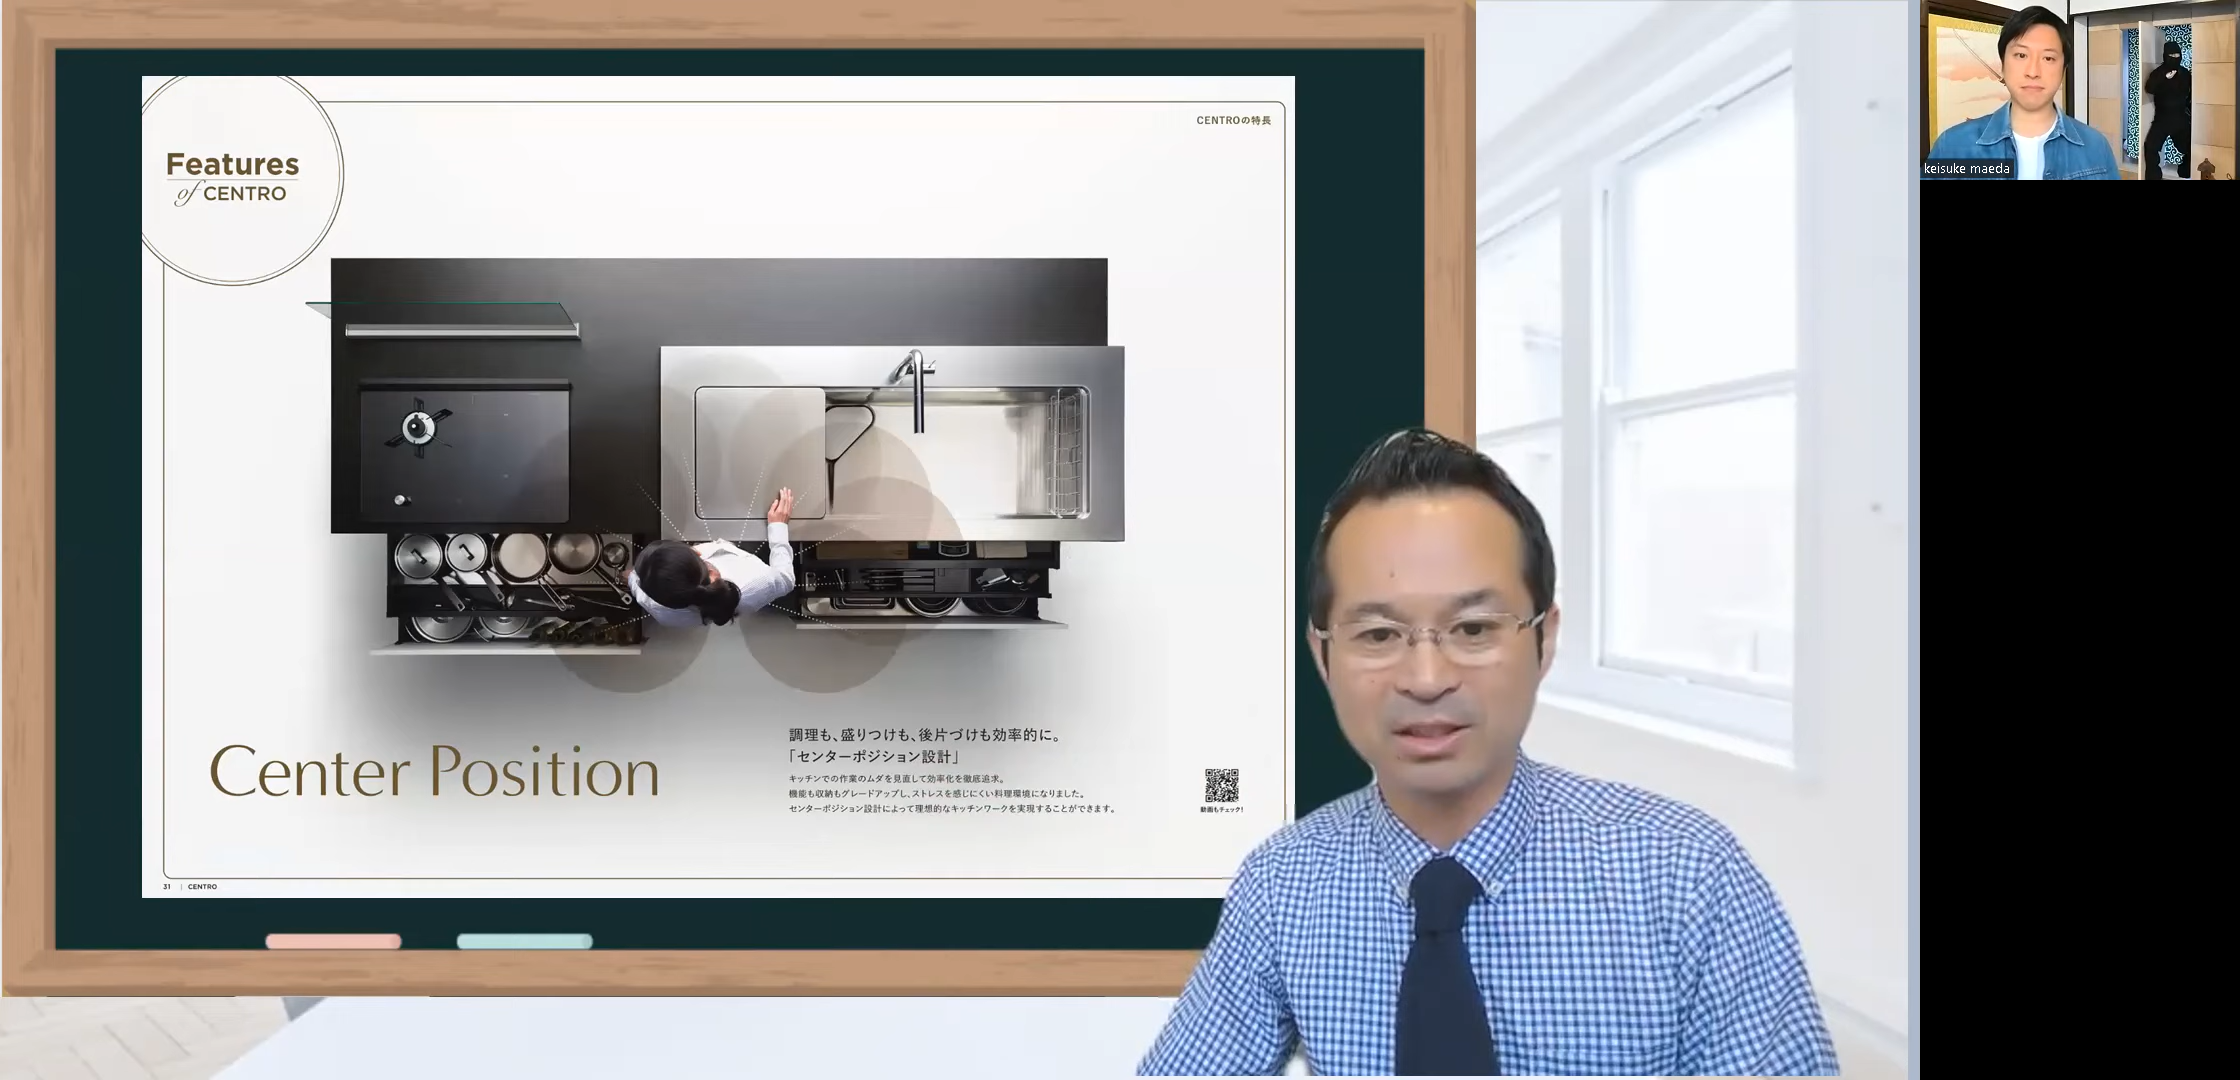 Features
of CENTRO
CENTROの特長
Center Position
調理も、盛りつけも、後片づけも効率的に。
「センターポジション設計」
キッチンでの作業のムダを見直して効率化を徹底追求。
機能も収納もグレードアップし、ストレスを感じにくい料理環境になりました。
センターポジション設計によって理想的なキッチンワークを実現することができます。
動画もチェック!
31 | CENTRO
keisuke maeda